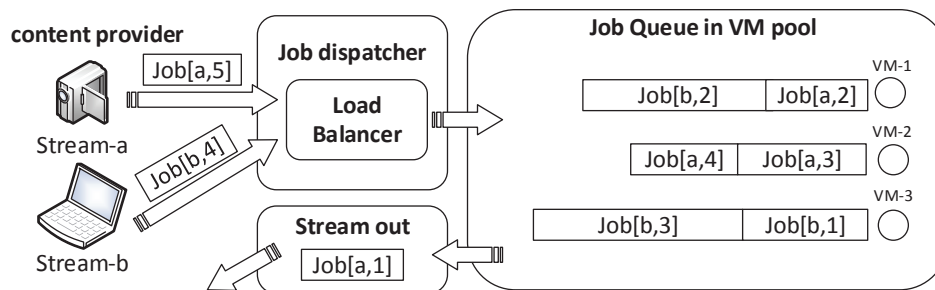 content provider
Job[a,5]
Stream-a
Job[b,4]
Stream-b
Job dispatcher
Load
Balancer
Stream out
Job[a,1]
Job Queue in VM pool
VM-1
Job[b,2] Job[a,2]
VM-2
Job[a,4] Job[a,3]
VM-3
Job[b,3] Job[b,1]